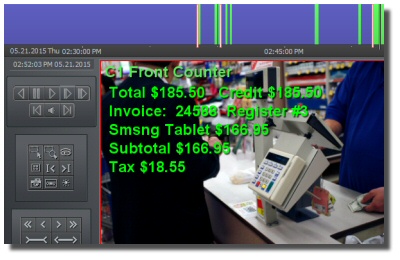 05.21.2015 Thu 02:30:00 PM 02:45:00 PM
02:52:03 PM 05.21.2015
C1 Front Counter
Total $185.50 Credit $185.50
Invoice: 24598 Register #3
Smsng Tablet $166.95
Subtotal $166.95
Tax $18.55